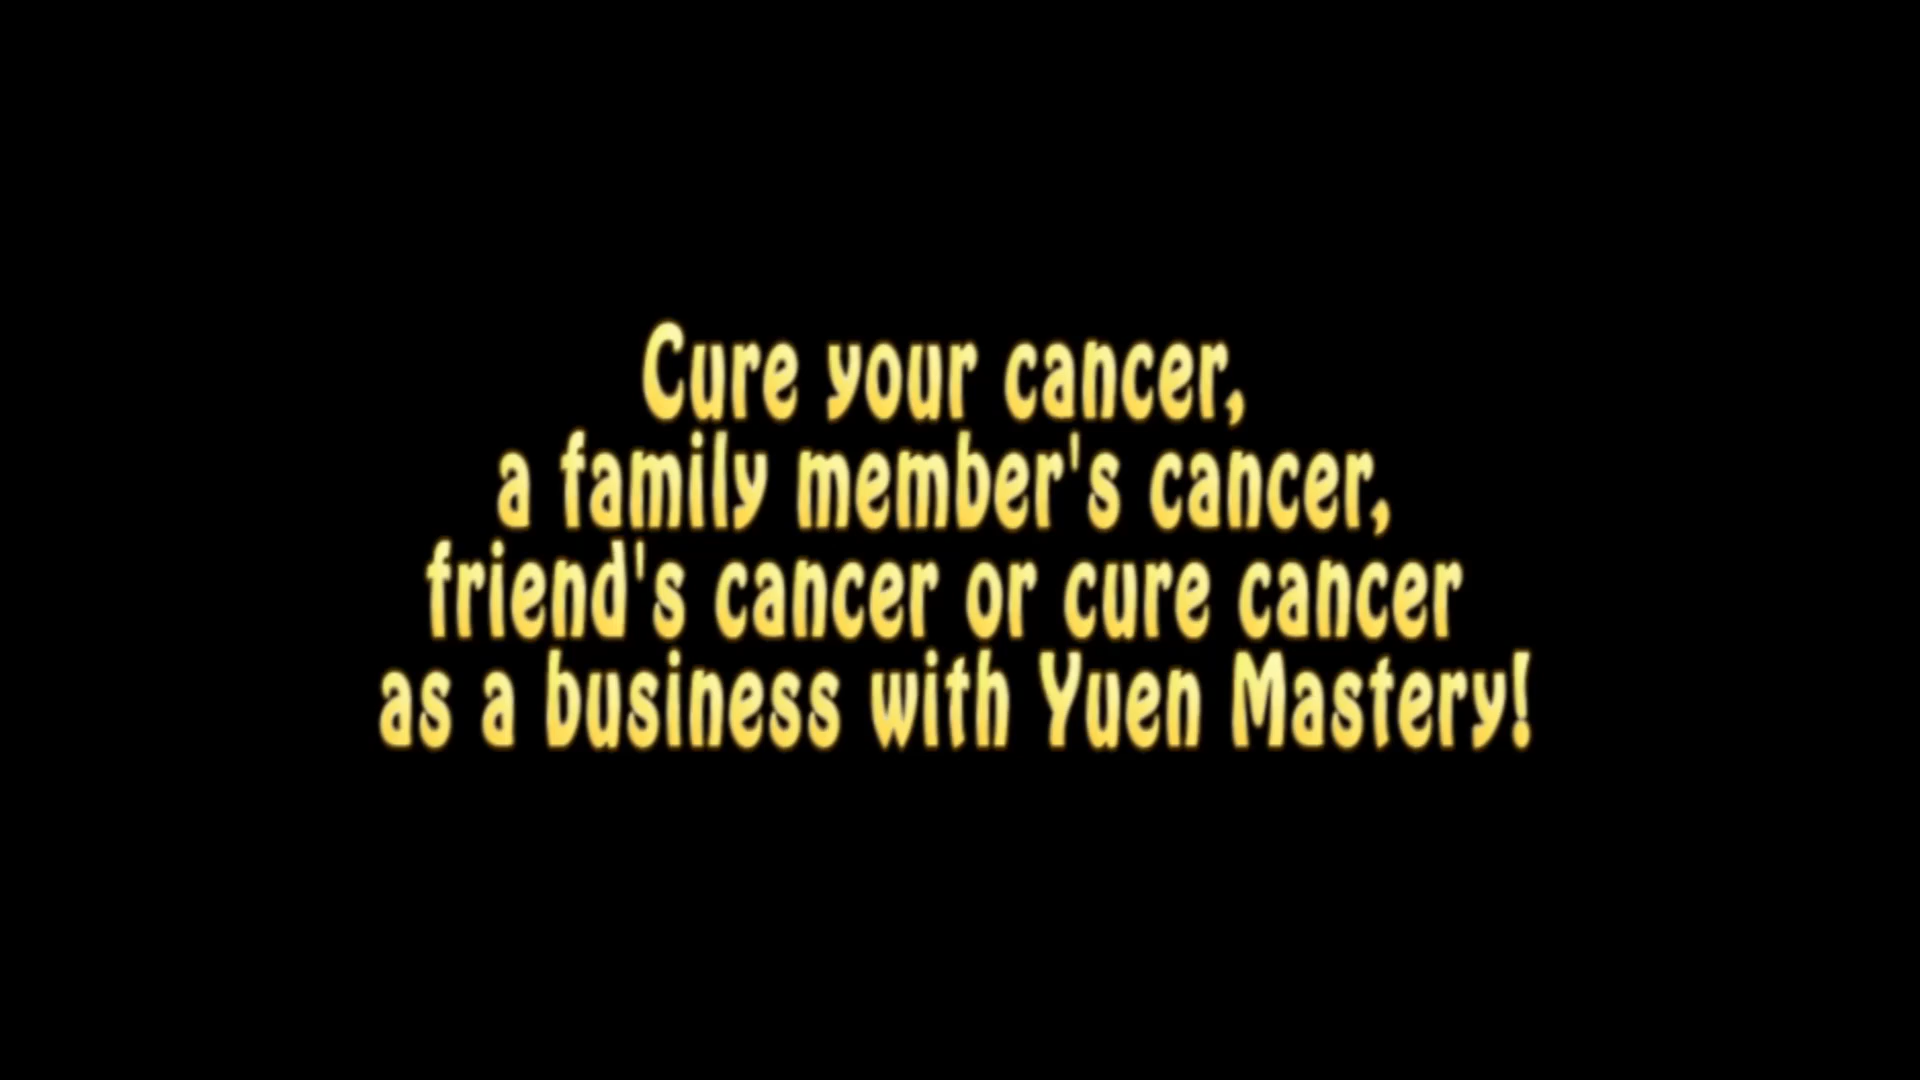 Cure your cancer,
a family member's cancer,
friend's cancer or cure cancer
as a business with Yuen Mastery!